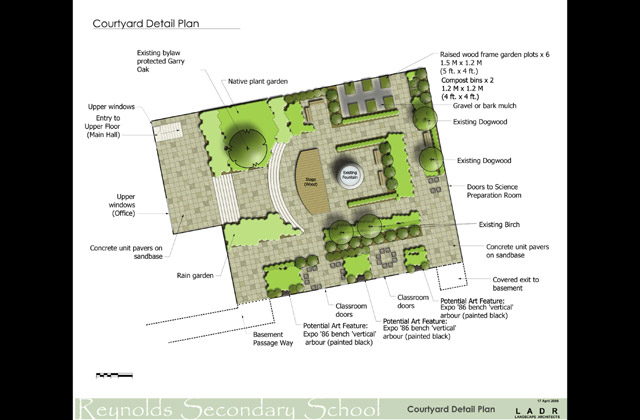 Courtyard Detail Plan
Existing bylaw
protected Garry
Oak
Native plant garden
Raised wood frame garden plots x 6
1.5 M x 1.2 M
(5 ft. x 4 ft.)
Compost bins x 2
1.2 M x 1.2 M
(4 ft. x 4 ft.)
Gravel or bark mulch
Upper windows
Entry to
Upper Floor
(Main Hall)
Existing Dogwood
Existing Dogwood
Stage
(Wood)
Existing
Fountain
Doors to Science
Preparation Room
Upper
windows
(Office)
Existing Birch
Concrete unit pavers on
sandbase
Concrete unit pavers
on sandbase
Rain garden
Covered exit to
basement
Classroom
doors
Classroom
doors
Potential Art Feature:
Expo '86 bench 'vertical'
arbour (painted black)
Potential Art Feature:
Expo '86 bench 'vertical'
arbour (painted black)
Potential Art Feature:
Expo '86 bench 'vertical'
arbour (painted black)
Basement
Passage Way
Reynolds Secondary School
Courtyard Detail Plan
LADR
LANDSCAPE ARCHITECTS